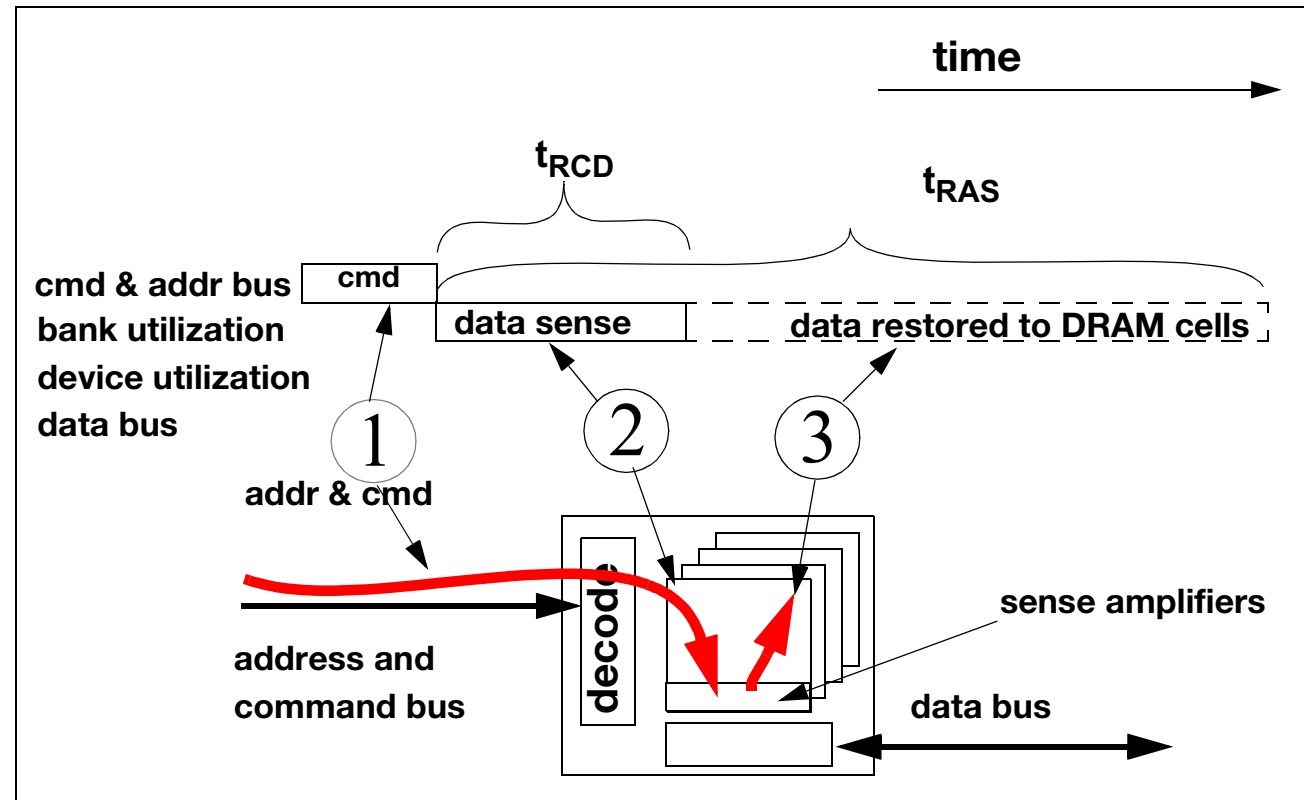 time
tRCD
tRAS
cmd & addr bus
cmd
bank utilization
data sense
data restored to DRAM cells
device utilization
data bus
1
2
3
addr & cmd
decode
sense amplifiers
address and
command bus
data bus